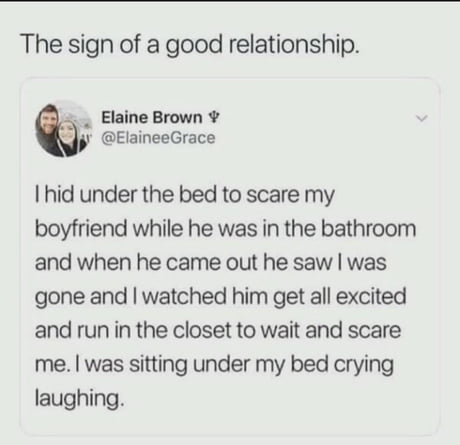 The sign of a good relationship.
Elaine Brown Ψ
@ElaineeGrace
I hid under the bed to scare my
boyfriend while he was in the bathroom
and when he came out he saw I was
gone and I watched him get all excited
and run in the closet to wait and scare
me. I was sitting under my bed crying
laughing.